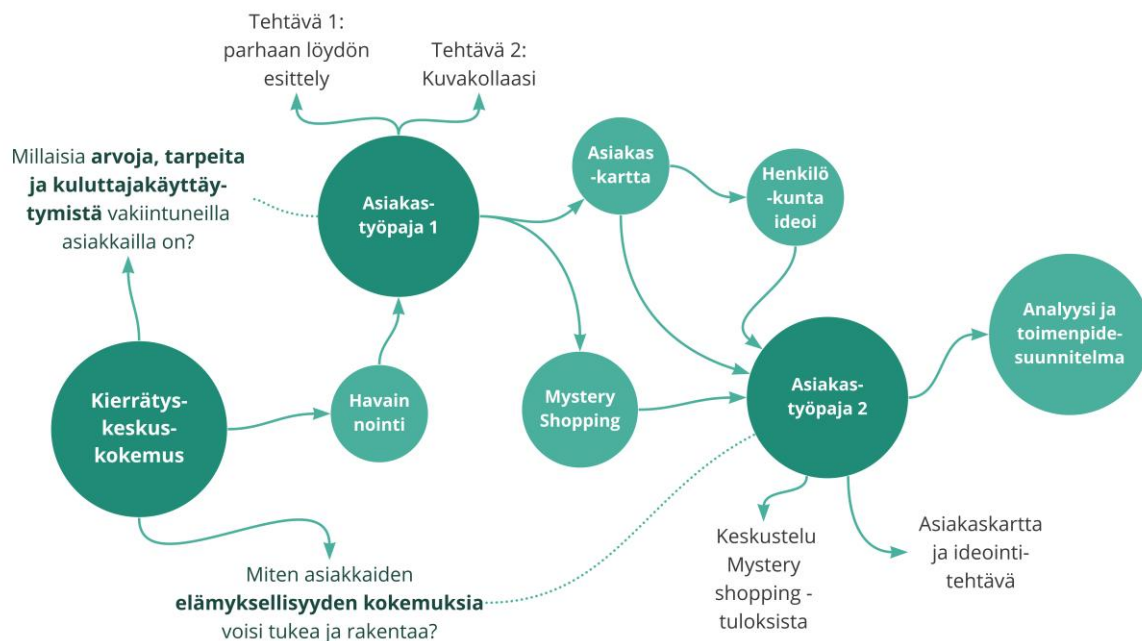 Tehtävä 1:
parhaan löydön
esittely
Tehtävä 2:
Kuvakollaasi
Millaisia arvoja, tarpeita
ja kuluttajakäyttäy-
tymistä vakiintuneilla
asiakkailla on?
Asiakas-
työpaja 1
Asiakas
-kartta
Henkilö
-kunta
ideoi
Kierrätys-
keskus-
kokemus
Havain
nointi
Mystery
Shopping
Asiakas-
työpaja 2
Analyysi ja
toimenpide-
suunnitelma
Miten asiakkaiden
elämyksellisyyden kokemuksia
voisi tukea ja rakentaa?
Keskustelu
Mystery
shopping -
tuloksista
Asiakaskartta
ja ideointi-
tehtävä